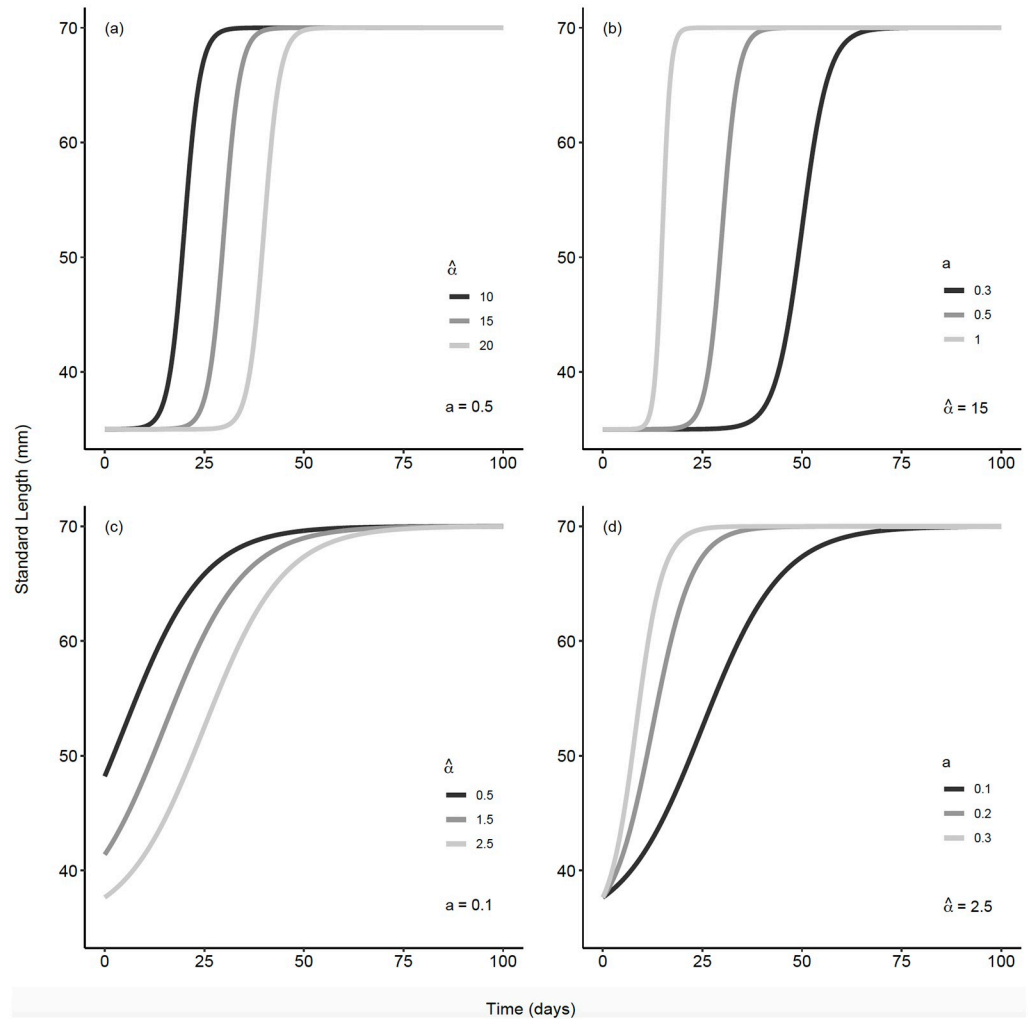 Standard Length (mm)
(a)
70
60
50
40
0 25 50 75 100
α̂
10
15
20
a = 0.5
(b)
70
60
50
40
0 25 50 75 100
a
0.3
0.5
1
α̂ = 15
(c)
70
60
50
40
0 25 50 75 100
α̂
0.5
1.5
2.5
a = 0.1
(d)
70
60
50
40
0 25 50 75 100
a
0.1
0.2
0.3
α̂ = 2.5
Time (days)